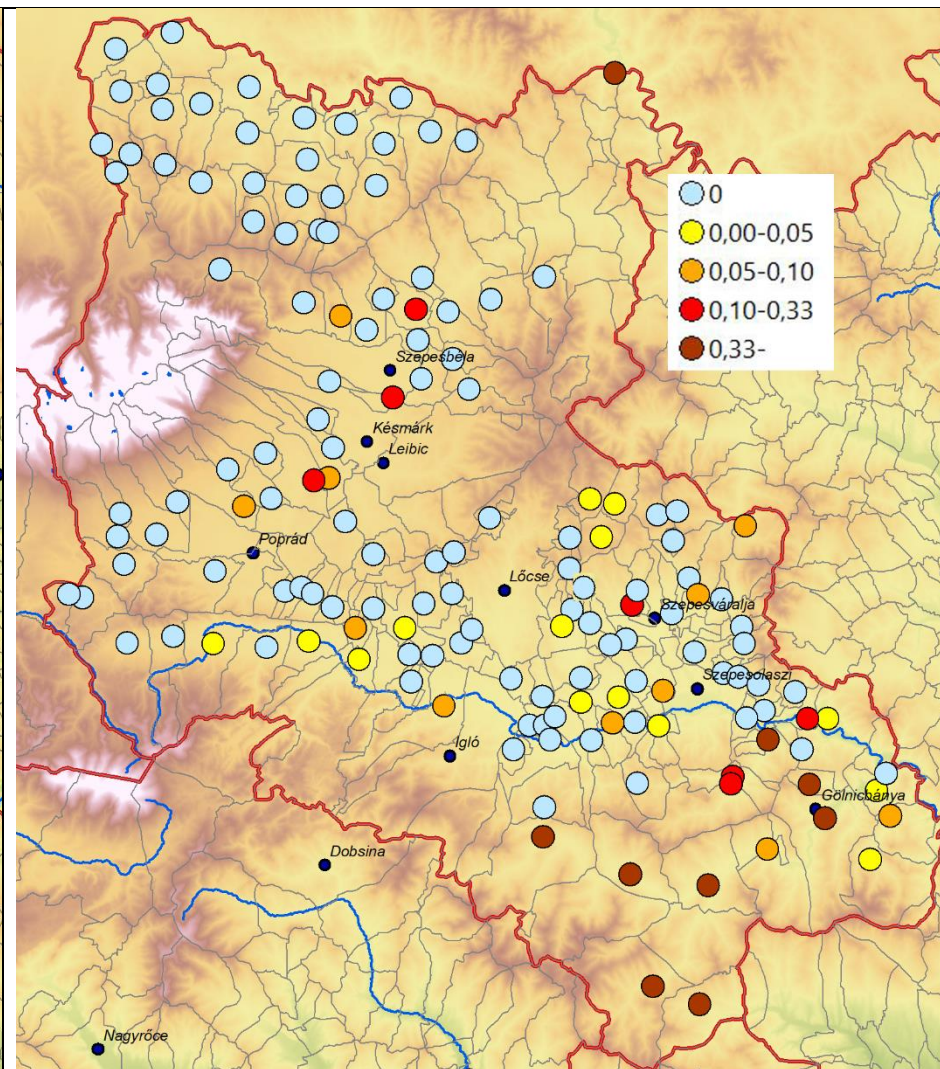 0
0,00-0,05
0,05-0,10
0,10-0,33
0,33-
Szepesbéla
Késmárk
Leibic
Poprád
Lőcse
Szepesváralja
Szepesolaszi
Igló
Gölnicbánya
Dobsina
Nagyrőce